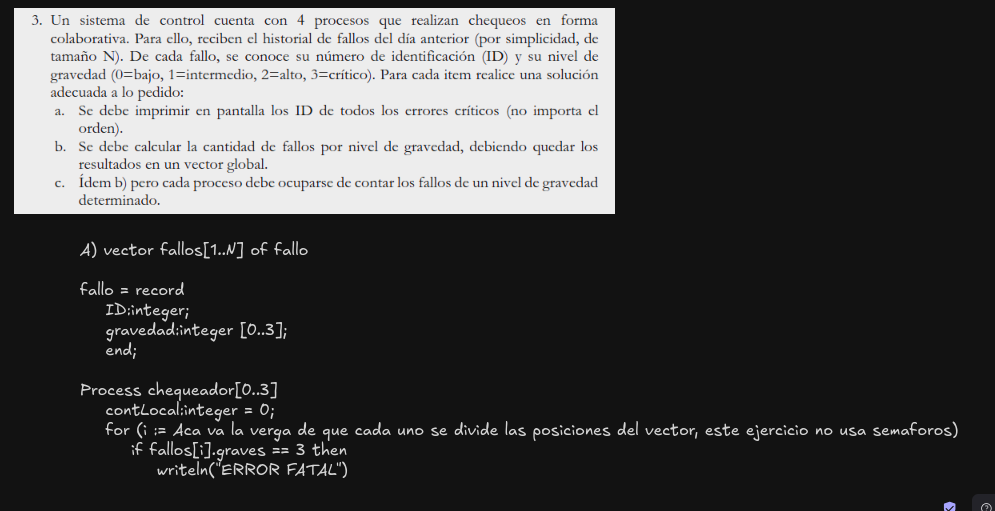 3. Un sistema de control cuenta con 4 procesos que realizan chequeos en forma
colaborativa. Para ello, reciben el historial de fallos del día anterior (por simplicidad, de
tamaño N). De cada fallo, se conoce su número de identificación (ID) y su nivel de
gravedad (0=bajo, 1=intermedio, 2=alto, 3=crítico). Para cada item realice una solución
adecuada a lo pedido:
a. Se debe imprimir en pantalla los ID de todos los errores críticos (no importa el
orden).
b. Se debe calcular la cantidad de fallos por nivel de gravedad, debiendo quedar los
resultados en un vector global.
c. Ídem b) pero cada proceso debe ocuparse de contar los fallos de un nivel de gravedad
determinado.
A) vector fallos[1..N] of fallo
fallo = record
ID:integer;
gravedad:integer [0..3];
end;
Process chequeador[0..3]
contLocal:integer = 0;
for (i := Aca va la verga de que cada uno se divide las posiciones del vector, este ejercicio no usa semaforos)
if fallos[i].graves == 3 then
writeln("ERROR FATAL")